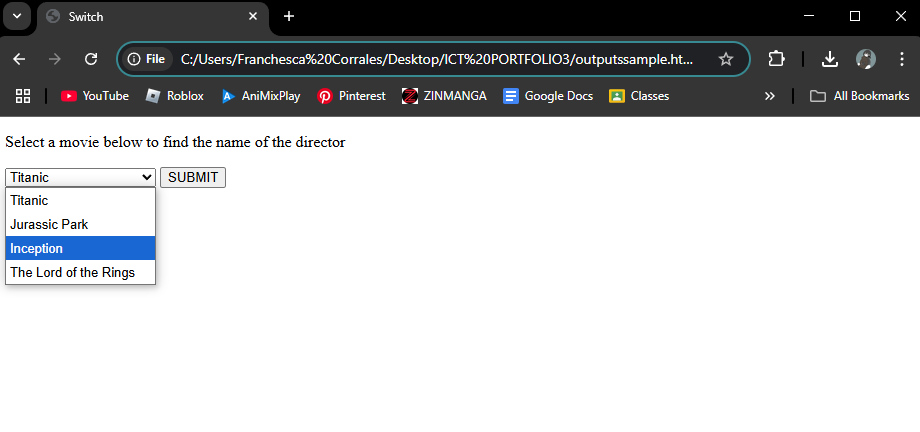 Switch
File C:/Users/Franchesca%20Corrales/Desktop/ICT%20PORTFOLIO3/outputssample.ht...
YouTube Roblox AniMixPlay Pinterest ZINMANGA Google Docs Classes » All Bookmarks
Select a movie below to find the name of the director
Titanic SUBMIT
Titanic
Jurassic Park
Inception
The Lord of the Rings